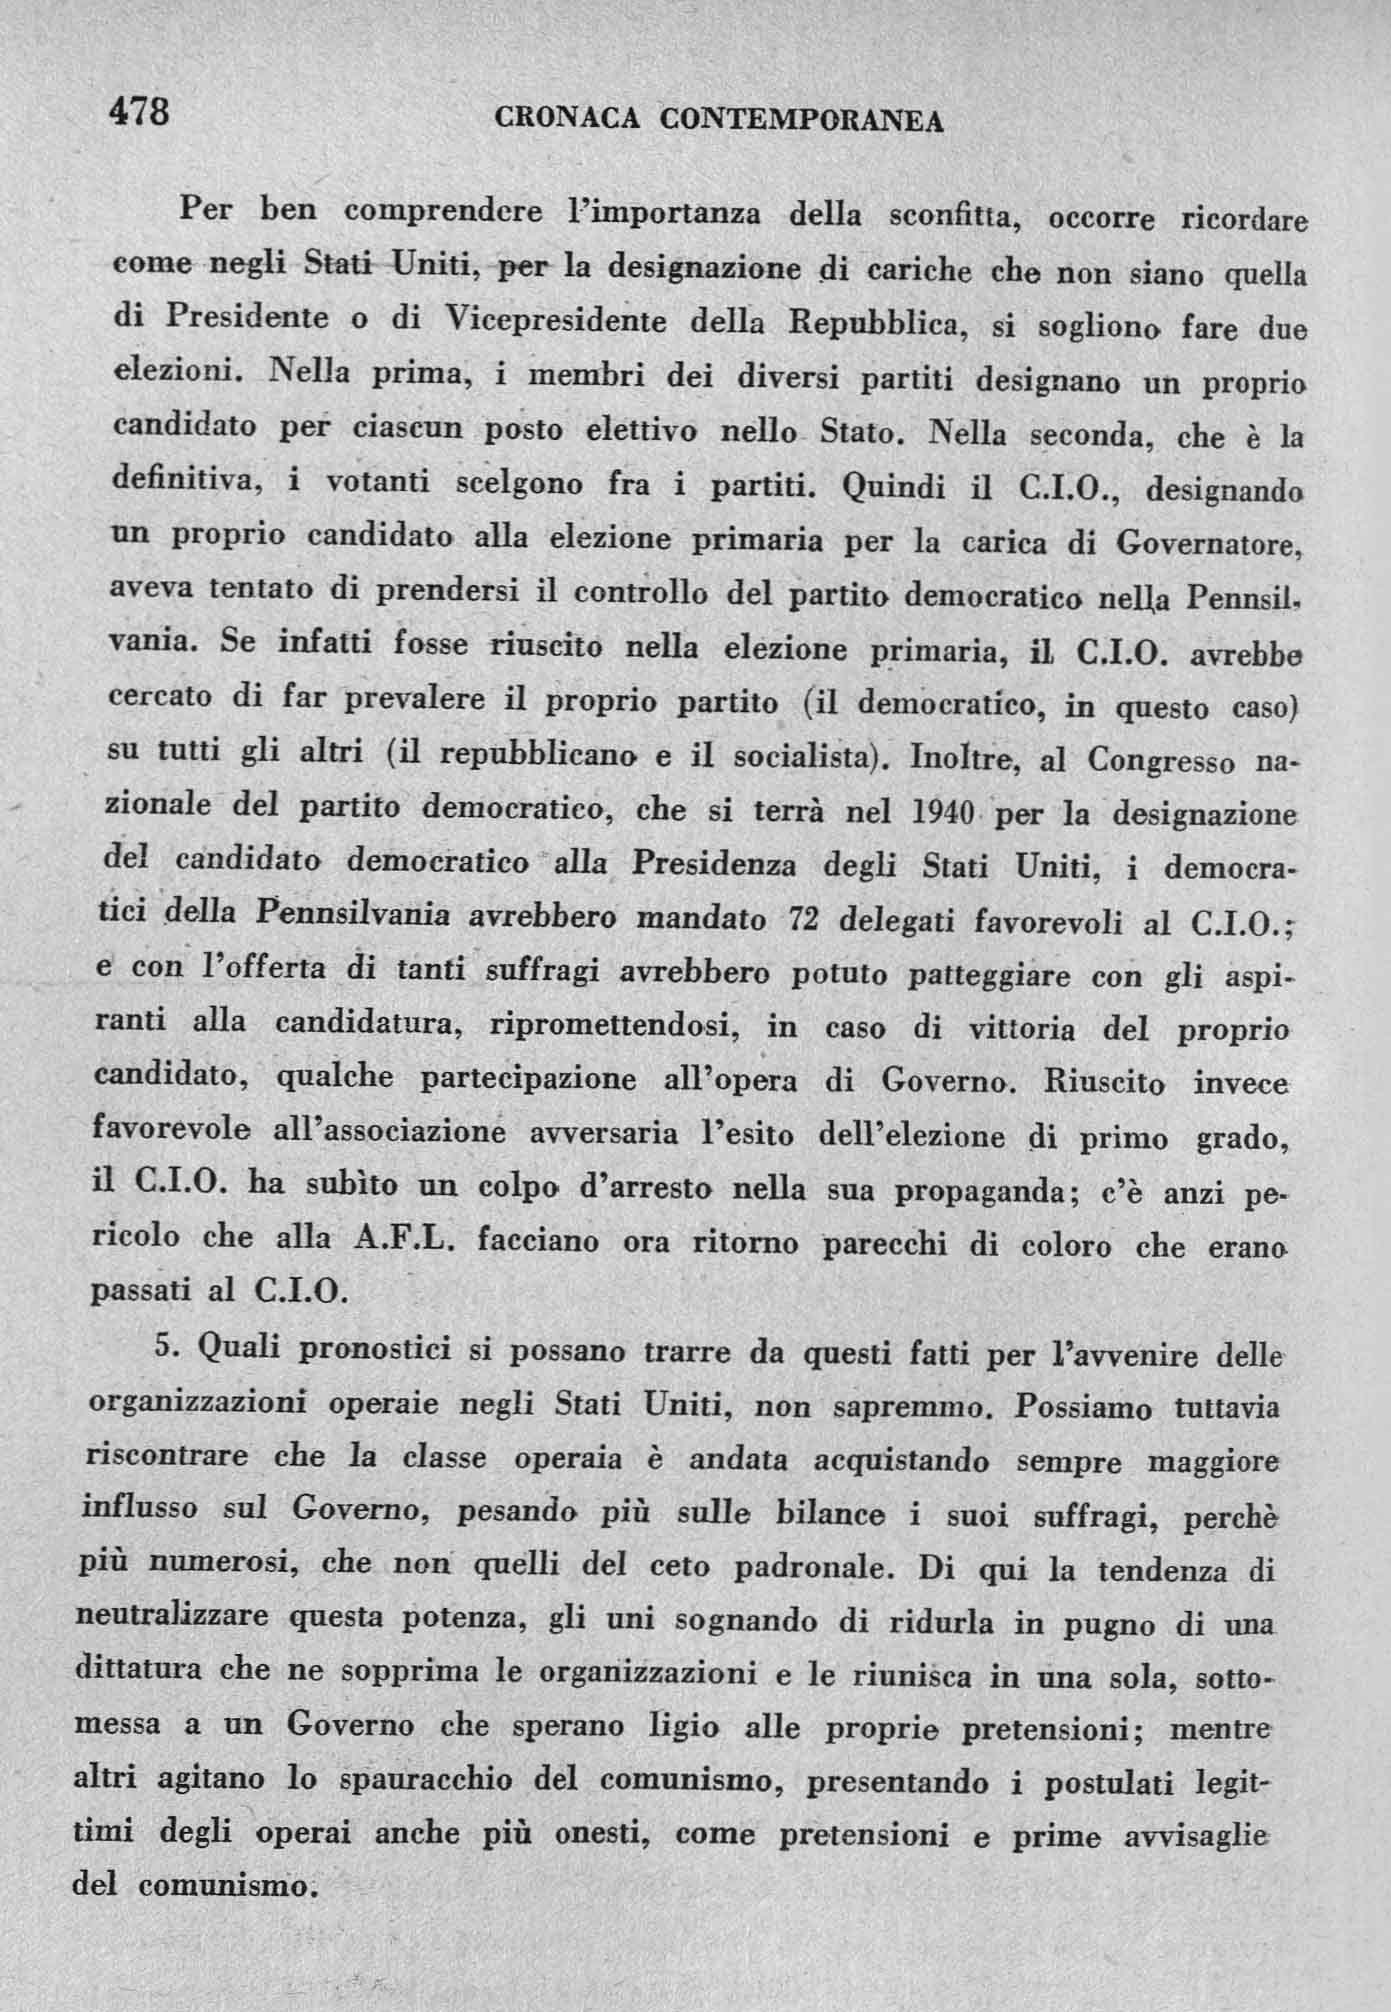 478
CRONACA CONTEMPORANEA
Per ben comprendere l'importanza della sconfitta, occorre ricordare
come negli Stati Uniti, per la designazione di cariche che non siano quella
di Presidente o di Vicepresidente della Repubblica, si sogliono fare due
elezioni. Nella prima, i membri dei diversi partiti designano un proprio
candidato per ciascun posto elettivo nello Stato. Nella seconda, che è la
definitiva, i votanti scelgono fra i partiti. Quindi il C.I.O., designando
un proprio candidato alla elezione primaria per la carica di Governatore,
aveva tentato di prendersi il controllo del partito democratico nella Pennsil-
vania. Se infatti fosse riuscito nella elezione primaria, il C.I.O. avrebbe
cercato di far prevalere il proprio partito (il democratico, in questo caso)
su tutti gli altri (il repubblicano e il socialista). Inoltre, al Congresso na-
zionale del partito democratico, che si terrà nel 1940 per la designazione
del candidato democratico alla Presidenza degli Stati Uniti, i democra-
tici della Pennsilvania avrebbero mandato 72 delegati favorevoli al C.I.O.;
e con l'offerta di tanti suffragi avrebbero potuto patteggiare con gli aspi-
ranti alla candidatura, ripromettendosi, in caso di vittoria del proprio
candidato, qualche partecipazione all'opera di Governo. Riuscito invece
favorevole all'associazione avversaria l'esito dell'elezione di primo grado,
il C.I.O. ha subìto un colpo d'arresto nella sua propaganda; c'è anzi pe-
ricolo che alla A.F.L. facciano ora ritorno parecchi di coloro che erano
passati al C.I.O.
5. Quali pronostici si possano trarre da questi fatti per l'avvenire delle
organizzazioni operaie negli Stati Uniti, non sapremmo. Possiamo tuttavia
riscontrare che la classe operaia è andata acquistando sempre maggiore
influsso sul Governo, pesando più sulle bilance i suoi suffragi, perchè
più numerosi, che non quelli del ceto padronale. Di qui la tendenza di
neutralizzare questa potenza, gli uni sognando di ridurla in pugno di una
dittatura che ne sopprima le organizzazioni e le riunisca in una sola, sotto-
messa a un Governo che sperano ligio alle proprie pretensioni; mentre
altri agitano lo spauracchio del comunismo, presentando i postulati legit-
timi degli operai anche più onesti, come pretensioni e prime avvisaglie
del comunismo.